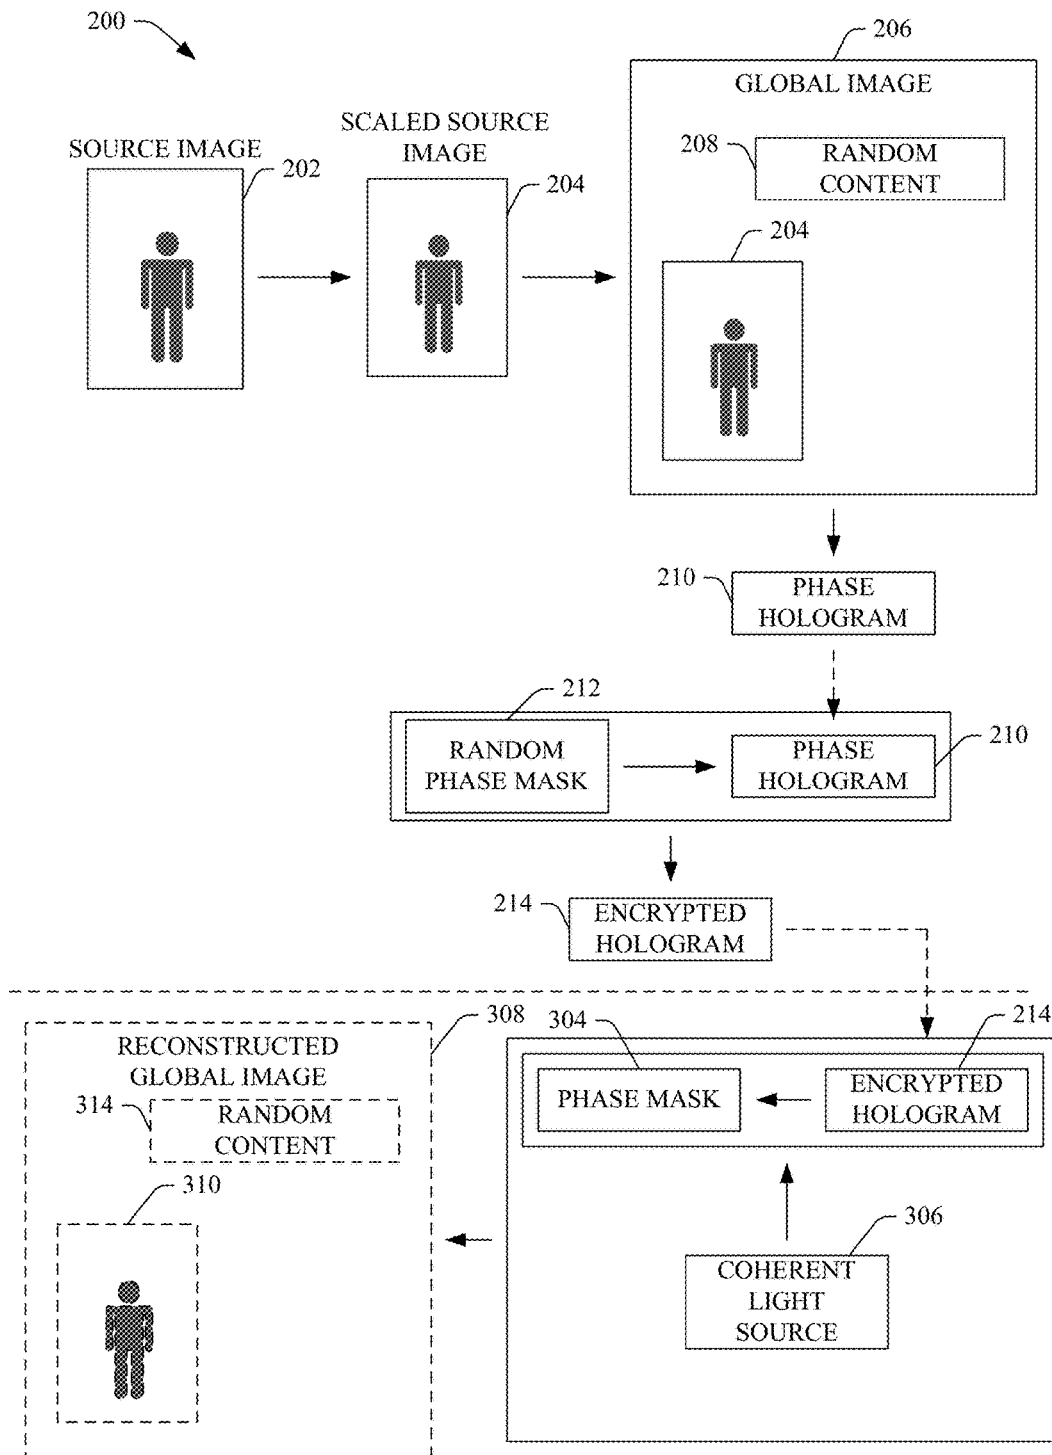 200
206
GLOBAL IMAGE
SOURCE IMAGE
202
SCALED SOURCE
IMAGE
204
208
RANDOM
CONTENT
204
210
PHASE
HOLOGRAM
212
RANDOM
PHASE MASK
PHASE
HOLOGRAM
210
214
ENCRYPTED
HOLOGRAM
308
RECONSTRUCTED
GLOBAL IMAGE
314
RANDOM
CONTENT
310
304
PHASE MASK
214
ENCRYPTED
HOLOGRAM
306
COHERENT
LIGHT
SOURCE